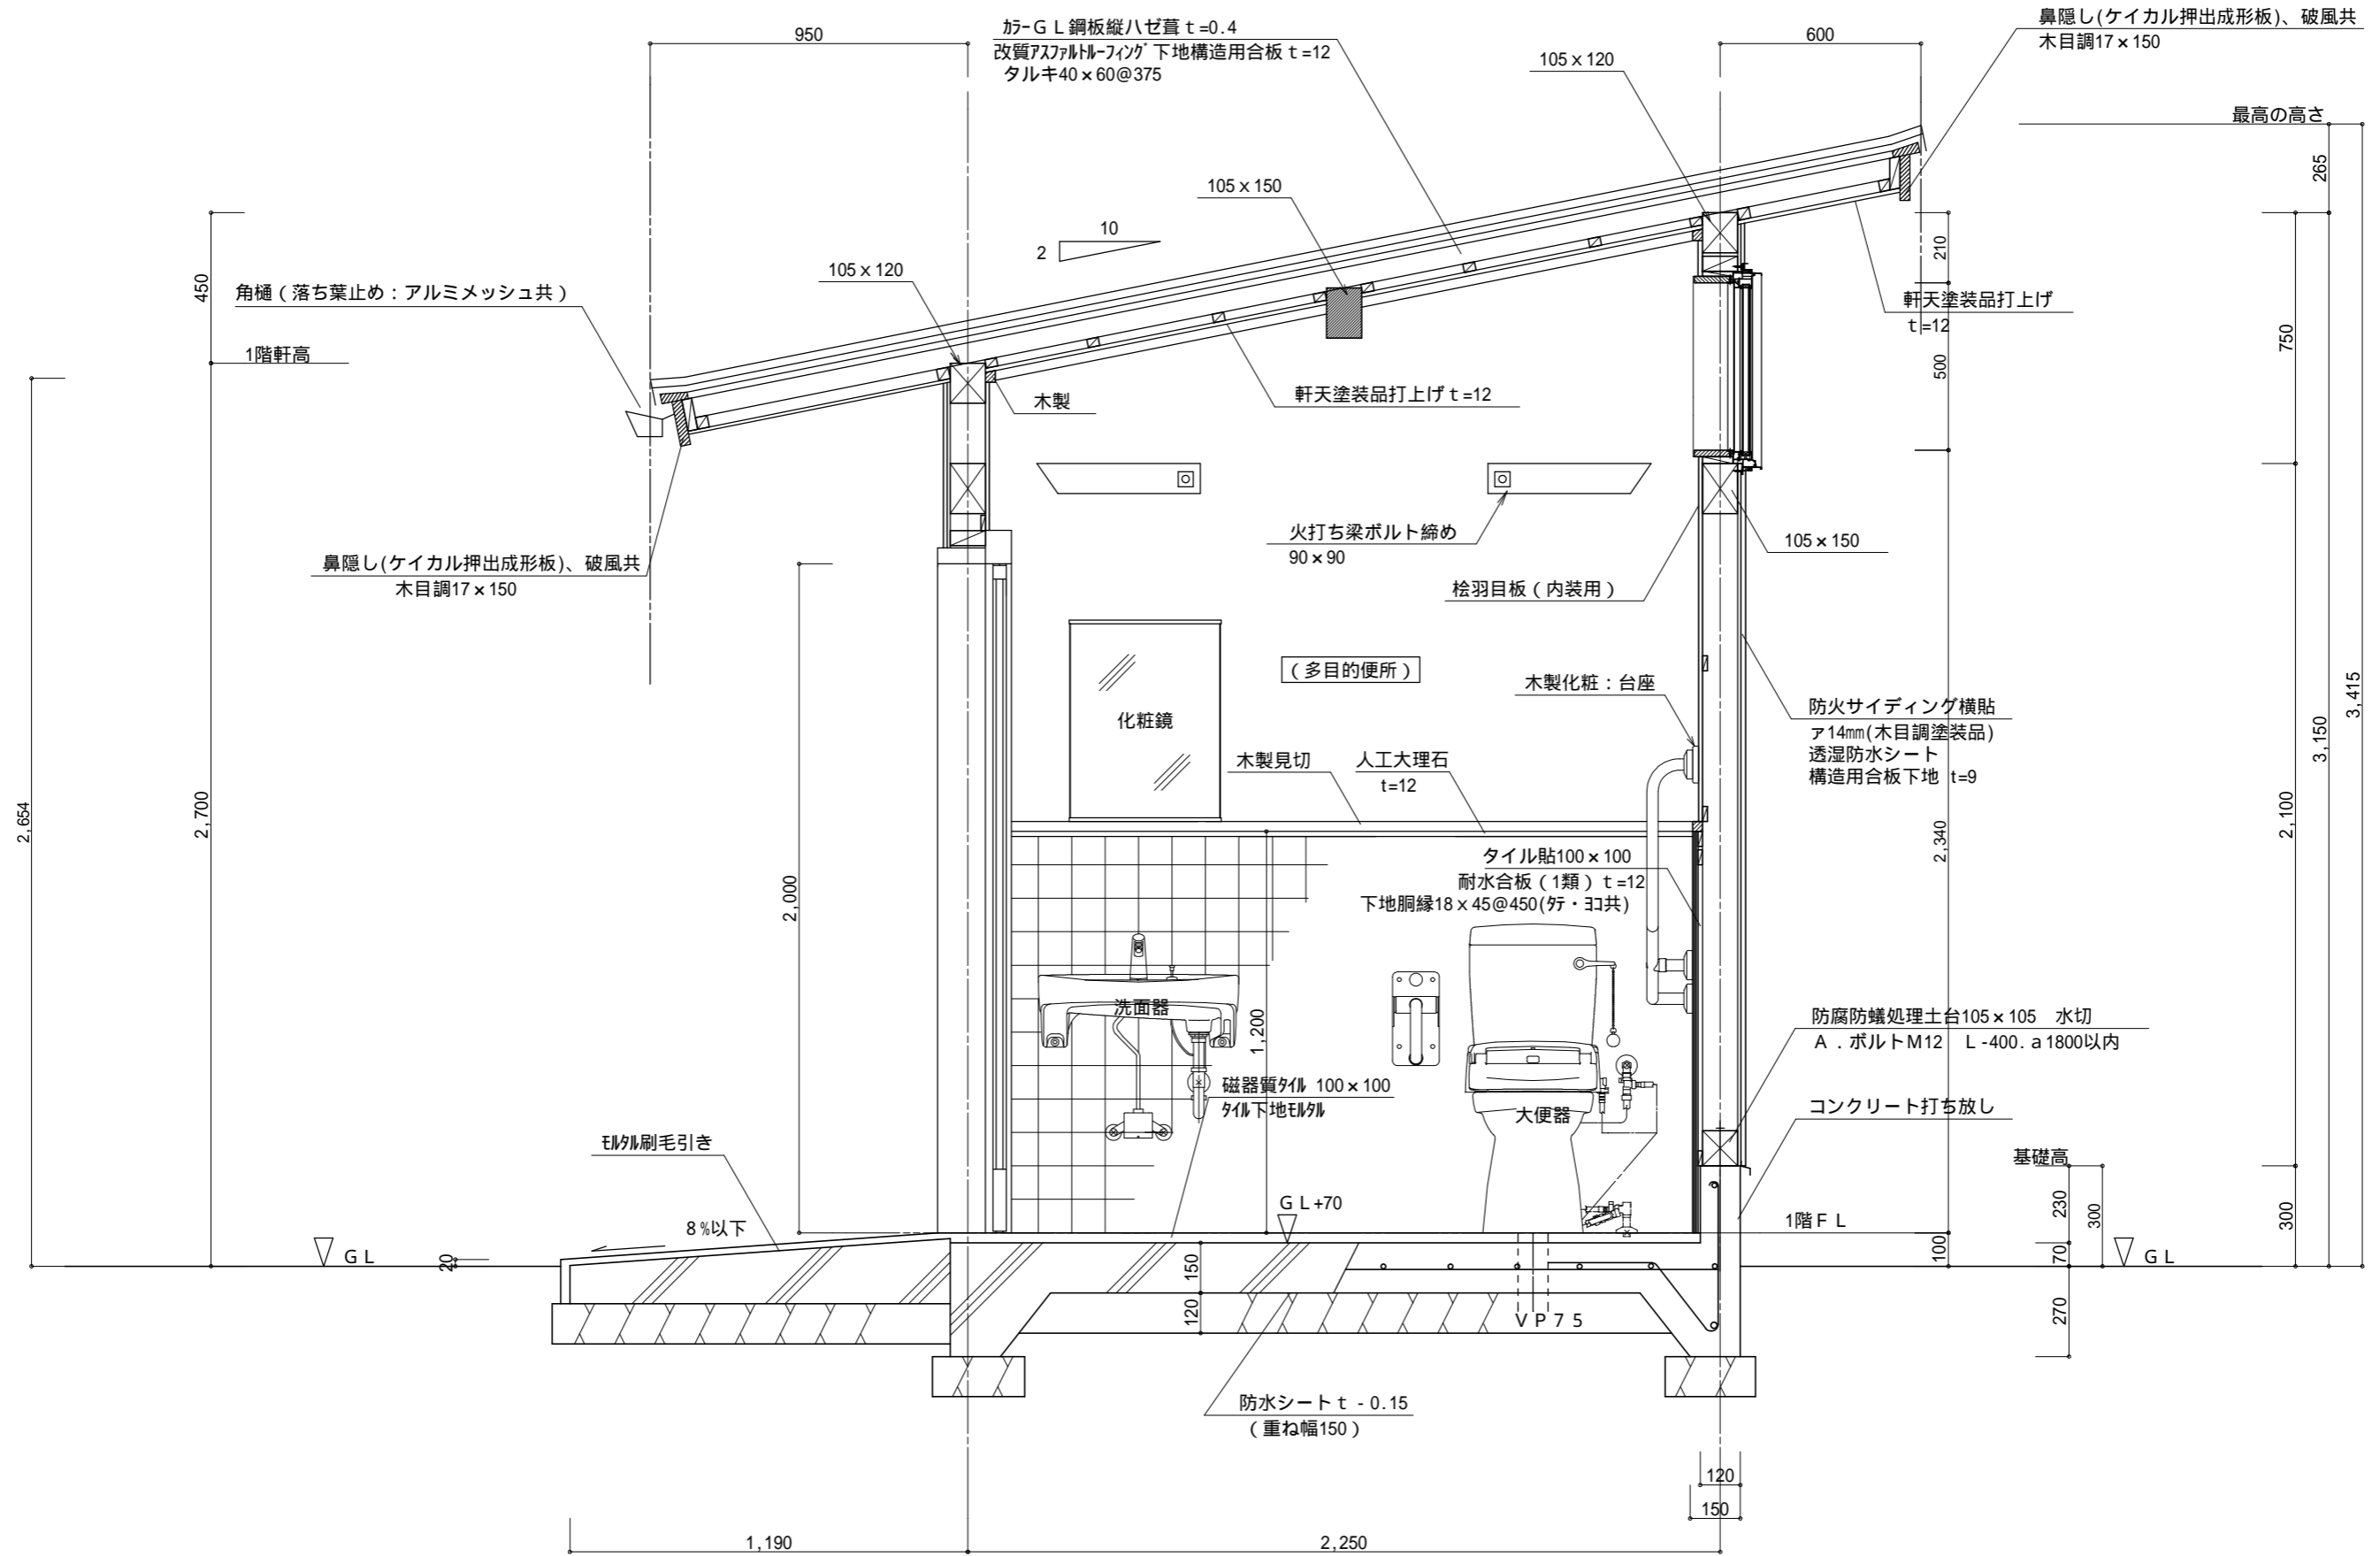 鼻隠し(ケイカル押出成形板)、破風共
木目調17×150
カラーＧＬ鋼板縦ハゼ葺ｔ=0.4
改質アスファルトルーフィング下地構造用合板ｔ=12
タルキ40×60@375
950
600
105×120
最高の高さ
265
105×150
10
2
210
450
105×120
角樋（落ち葉止め：アルミメッシュ共）
軒天塗装品打上げ
ｔ=12
750
1階軒高
500
軒天塗装品打上げｔ=12
木製
火打ち梁ボルト締め
90×90
105×150
鼻隠し(ケイカル押出成形板)、破風共
木目調17×150
桧羽目板（内装用）
（多目的便所）
木製化粧：台座
3,415
防火サイディング横貼
ァ14㎜(木目調塗装品)
透湿防水シート
構造用合板下地 t=9
化粧鏡
3,150
木製見切
人工大理石
t=12
2,654
2,700
2,100
2,340
タイル貼100×100
耐水合板（1類）ｔ=12
下地胴縁18×45@450(タテ・ヨコ共)
2,000
洗面器
1,200
防腐防蟻処理土台105×105　水切
Ａ．ボルトM12　Ｌ-400.ａ1800以内
磁器質タイル 100×100
タイル下地モルタル
大便器
コンクリート打ち放し
モルタル刷毛引き
基礎高
ＧＬ+70
230
300
300
8%以下
1階ＦＬ
ＧＬ
20
150
100
70
ＧＬ
120
ＶＰ７５
270
防水シートｔ-0.15
（重ね幅150）
120
150
1,190
2,250